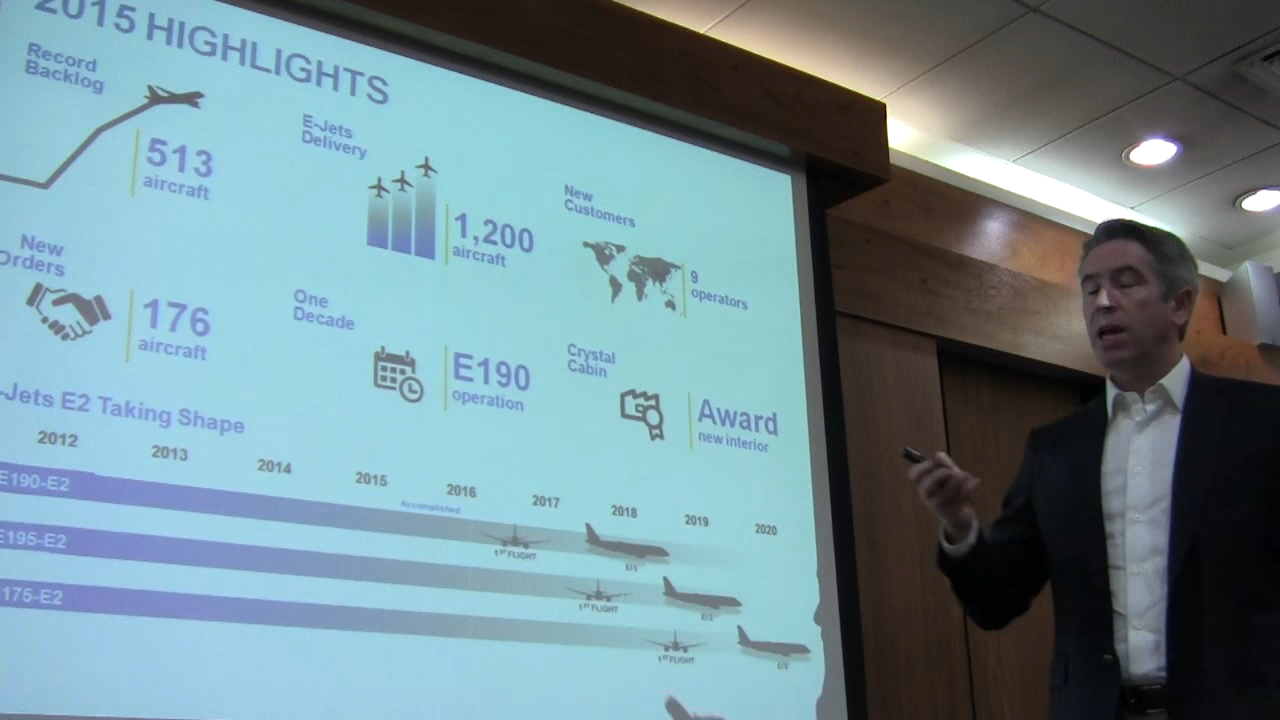 2015 HIGHLIGHTS
Record
Backlog
513
aircraft
E-Jets
Delivery
1,200
aircraft
New
Customers
9
operators
New
Orders
176
aircraft
One
Decade
E190
operation
Crystal
Cabin
Award
new interior
-Jets E2 Taking Shape
2012 2013 2014 2015 2016 2017 2018 2019 2020
Accomplished
E190-E2
1ST FLIGHT
EIS
E195-E2
1ST FLIGHT
EIS
175-E2
1ST FLIGHT
EIS